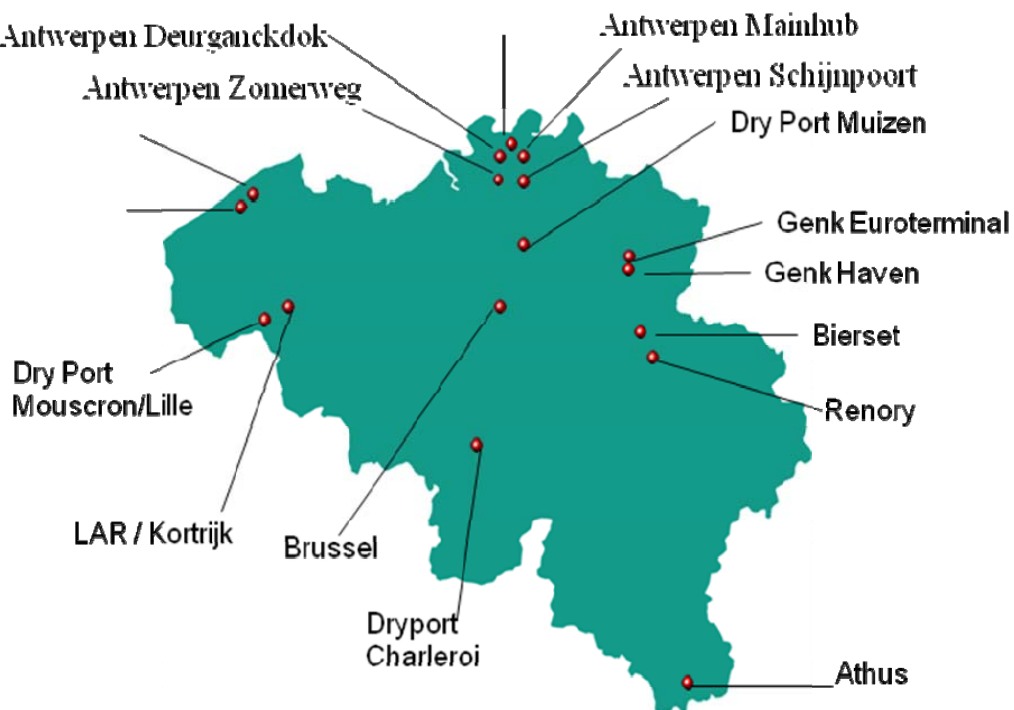 Antwerpen Deurganckdok
Antwerpen Mainhub
Antwerpen Zomerweg
Antwerpen Schijnpoort
Dry Port Muizen
Genk Euroterminal
Genk Haven
Bierset
Dry Port
Mouscron/Lille
Renory
LAR / Kortrijk
Brussel
Dryport
Charleroi
Athus